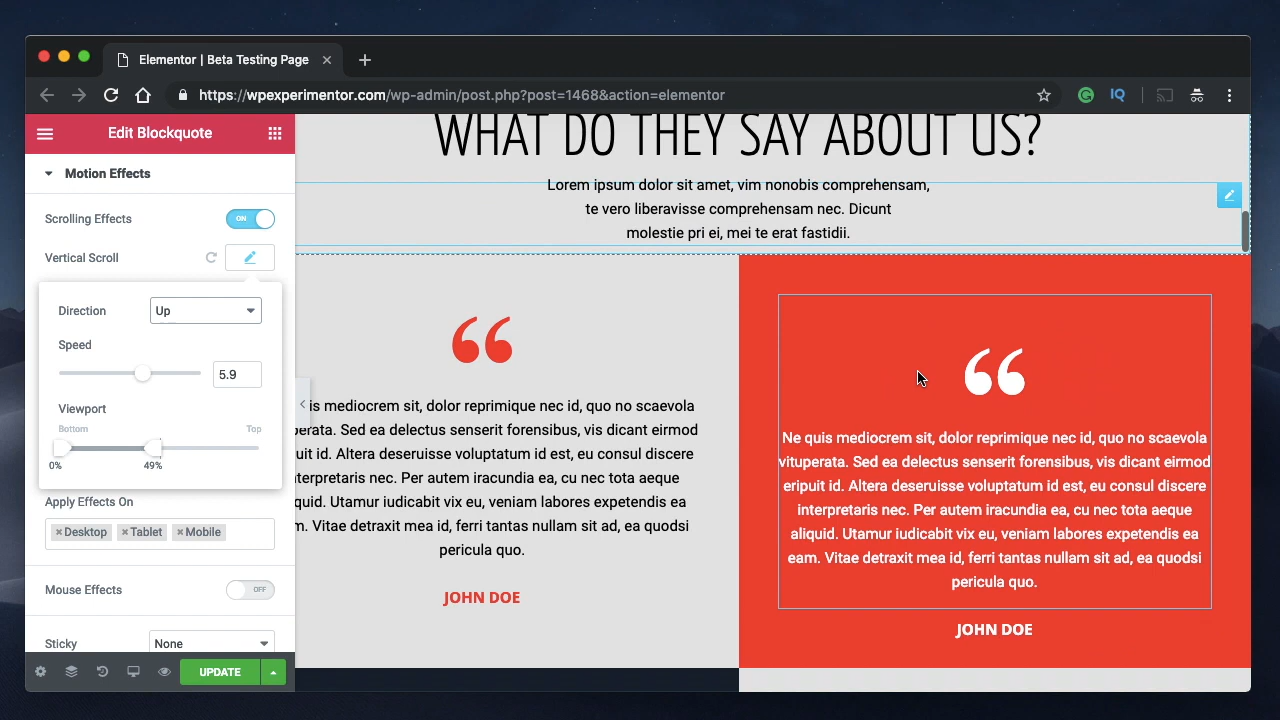 Elementor | Beta Testing Page
https://wpexperimentor.com/wp-admin/post.php?post=1468&action=elementor
IQ
Edit Blockquote
Motion Effects
Scrolling Effects
ON
Vertical Scroll
Direction
Up
Speed
5.9
Viewport
Bottom
Top
0%
49%
Apply Effects On
× Desktop
× Tablet
× Mobile
Mouse Effects
OFF
Sticky
None
UPDATE
WHAT DO THEY SAY ABOUT US?
Lorem ipsum dolor sit amet, vim nonobis comprehensam,
te vero liberavisse comprehensam nec. Dicunt
molestie pri ei, mei te erat fastidii.
“
is mediocrem sit, dolor reprimique nec id, quo no scaevola
erata. Sed ea delectus senserit forensibus, vis dicant eirmod
uit id. Altera deseruisse voluptatum id est, eu consul discere
terpretaris nec. Per autem iracundia ea, cu nec tota aeque
quid. Utamur iudicabit vix eu, veniam labores expetendis ea
m. Vitae detraxit mea id, ferri tantas nullam sit ad, ea quodsi
pericula quo.
JOHN DOE
“
Ne quis mediocrem sit, dolor reprimique nec id, quo no scaevola
vituperata. Sed ea delectus senserit forensibus, vis dicant eirmod
eripuit id. Altera deseruisse voluptatum id est, eu consul discere
interpretaris nec. Per autem iracundia ea, cu nec tota aeque
aliquid. Utamur iudicabit vix eu, veniam labores expetendis ea
eam. Vitae detraxit mea id, ferri tantas nullam sit ad, ea quodsi
pericula quo.
JOHN DOE